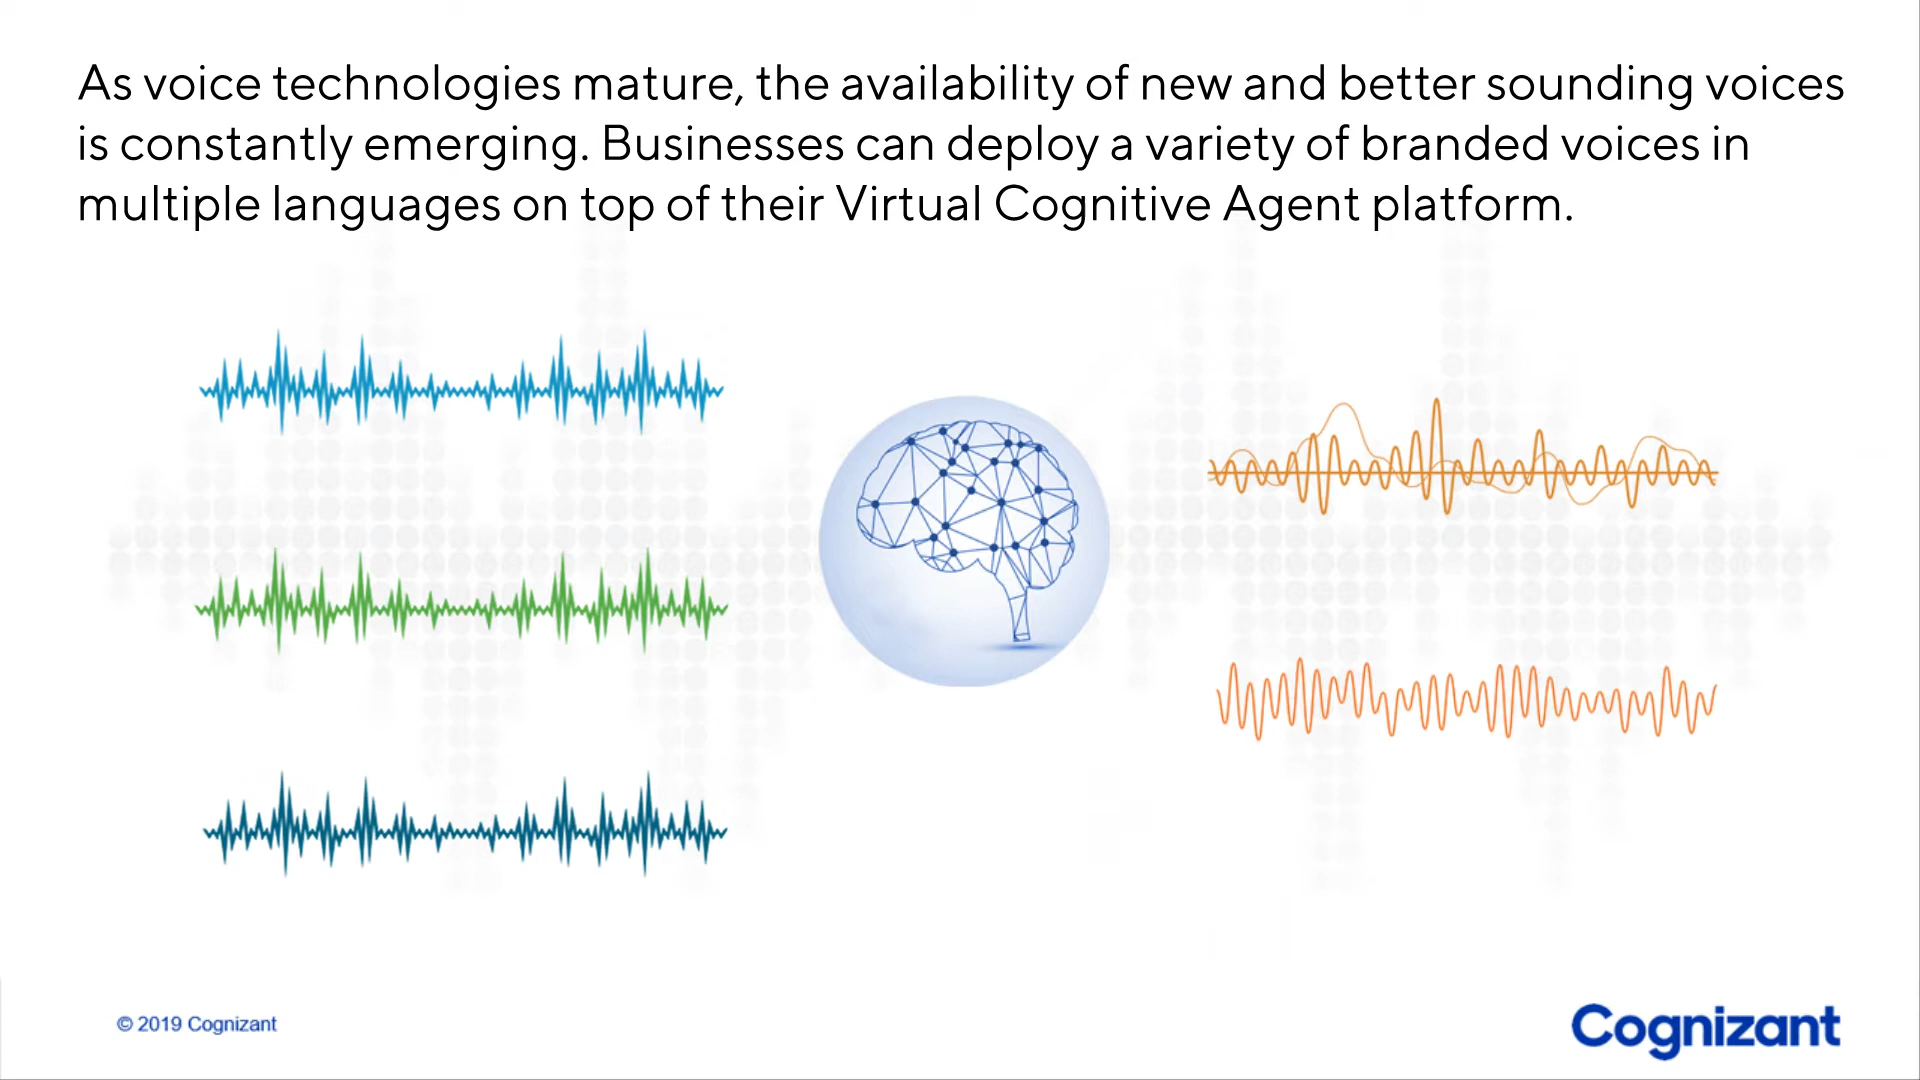 As voice technologies mature, the availability of new and better sounding voices
is constantly emerging. Businesses can deploy a variety of branded voices in
multiple languages on top of their Virtual Cognitive Agent platform.
© 2019 Cognizant
Cognizant